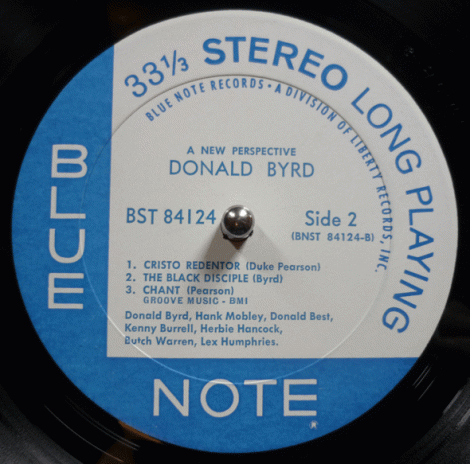 33 1/3 STEREO LONG PLAYING
BLUE NOTE RECORDS • A DIVISION OF LIBERTY RECORDS, INC.
A NEW PERSPECTIVE
DONALD BYRD
BST 84124
Side 2
(BNST 84124-B)
1. CRISTO REDENTOR (Duke Pearson)
2. THE BLACK DISCIPLE (Byrd)
3. CHANT (Pearson)
GROOVE MUSIC - BMI
Donald Byrd, Hank Mobley, Donald Best,
Kenny Burrell, Herbie Hancock,
Butch Warren, Lex Humphries.
BLUE
NOTE ®